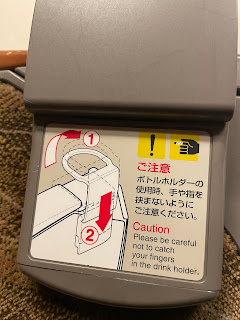 ①
②
ご注意
ボトルホルダーの
使用時、手や指を
挟まないように
ご注意ください。
Caution
Please be careful
not to catch
your fingers
in the drink holder.